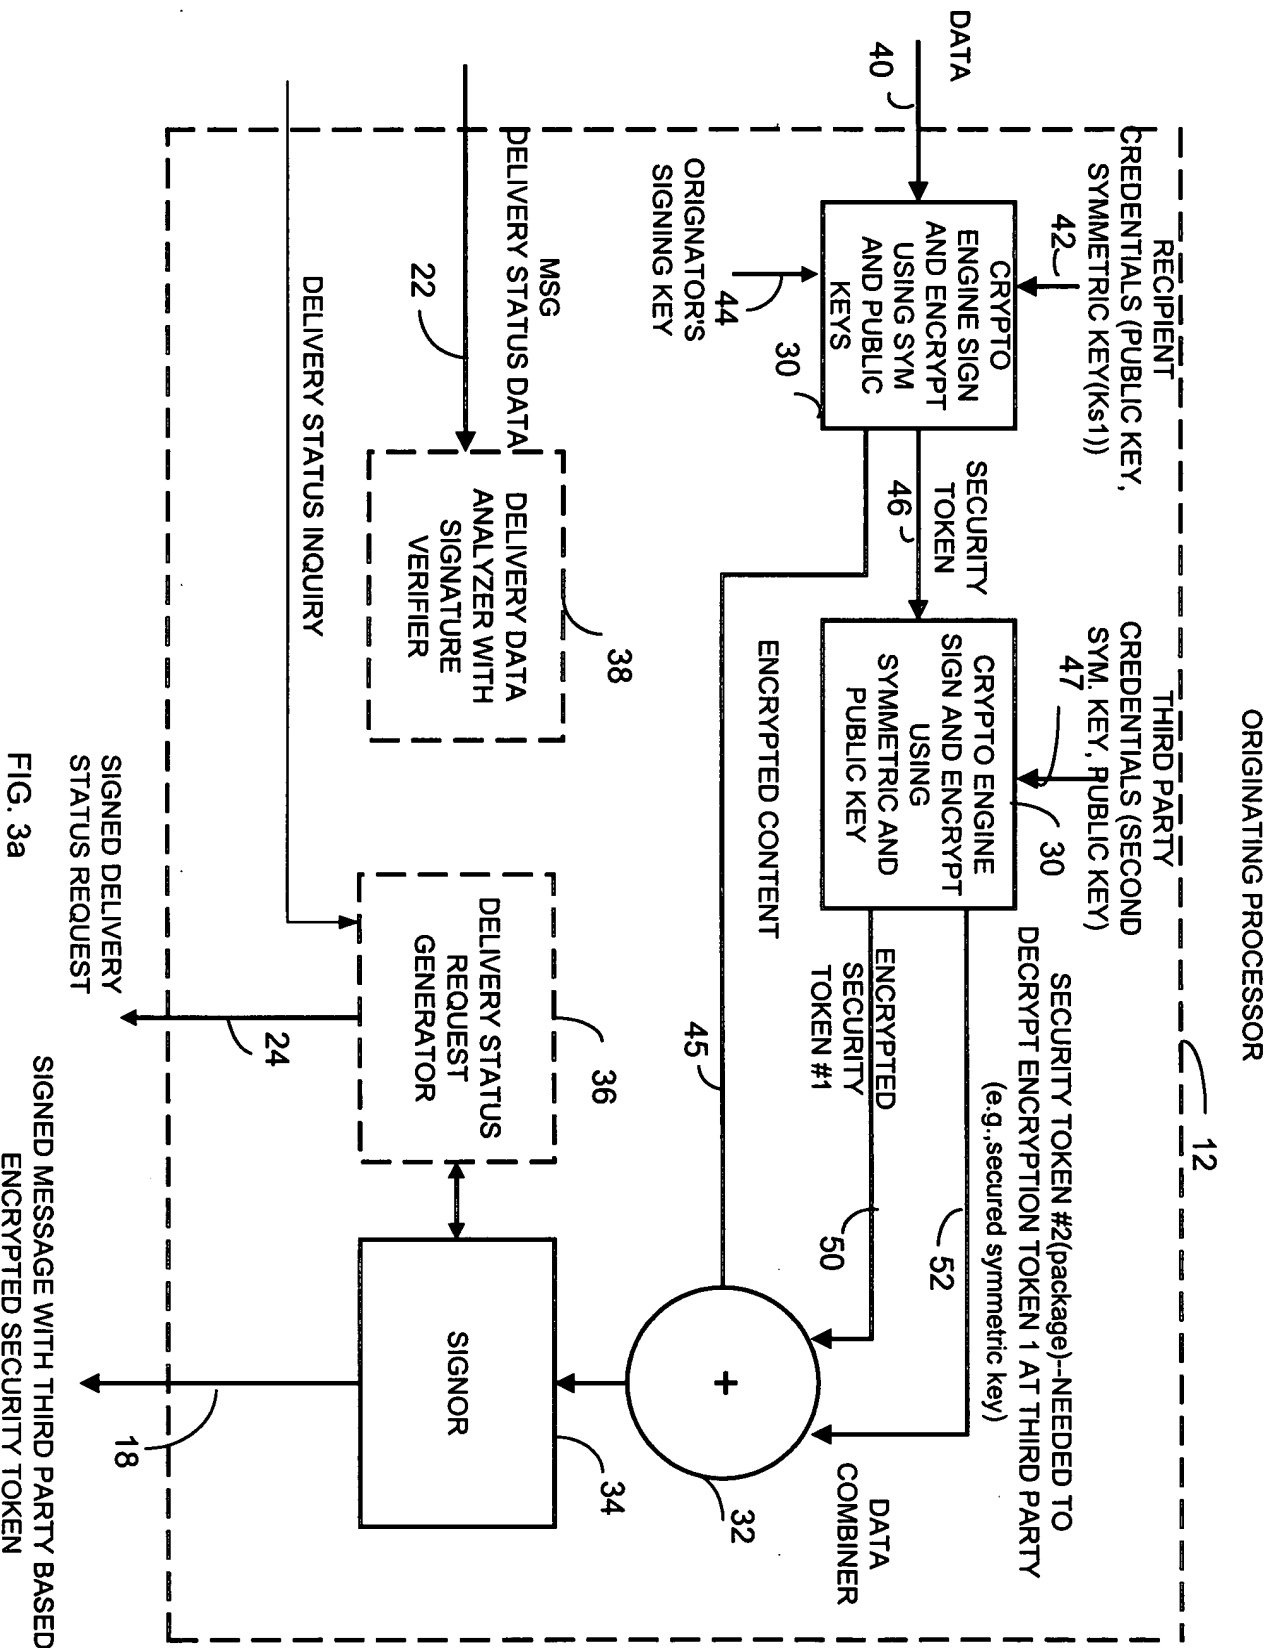 ORIGINATING PROCESSOR
12
RECIPIENT
CREDENTIALS (PUBLIC KEY,
SYMMETRIC KEY(Ks1))
42
THIRD PARTY
CREDENTIALS (SECOND
SYM. KEY, PUBLIC KEY)
47
SECURITY TOKEN #2(package)--NEEDED TO
DECRYPT ENCRYPTION TOKEN 1 AT THIRD PARTY
(e.g.,secured symmetric key)
52
DATA
40
CRYPTO
ENGINE SIGN
AND ENCRYPT
USING SYM
AND PUBLIC
KEYS
30
SECURITY
TOKEN
46
CRYPTO ENGINE
SIGN AND ENCRYPT
USING
SYMMETRIC AND
PUBLIC KEY
30
ENCRYPTED
SECURITY
TOKEN #1
50
DATA
COMBINER
44
ORIGNATOR'S
SIGNING KEY
ENCRYPTED CONTENT
45
+
32
MSG
DELIVERY STATUS DATA
22
DELIVERY DATA
ANALYZER WITH
SIGNATURE
VERIFIER
38
DELIVERY STATUS
REQUEST
GENERATOR
36
SIGNOR
34
DELIVERY STATUS INQUIRY
24
SIGNED DELIVERY
STATUS REQUEST
18
SIGNED MESSAGE WITH THIRD PARTY BASED
ENCRYPTED SECURITY TOKEN
FIG. 3a